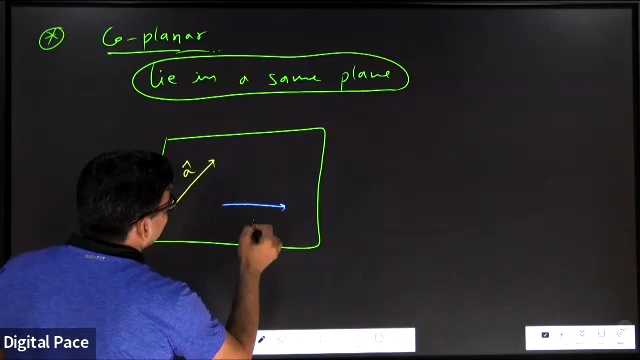 Co-planar
lie in a same plane
â
Digital Pace